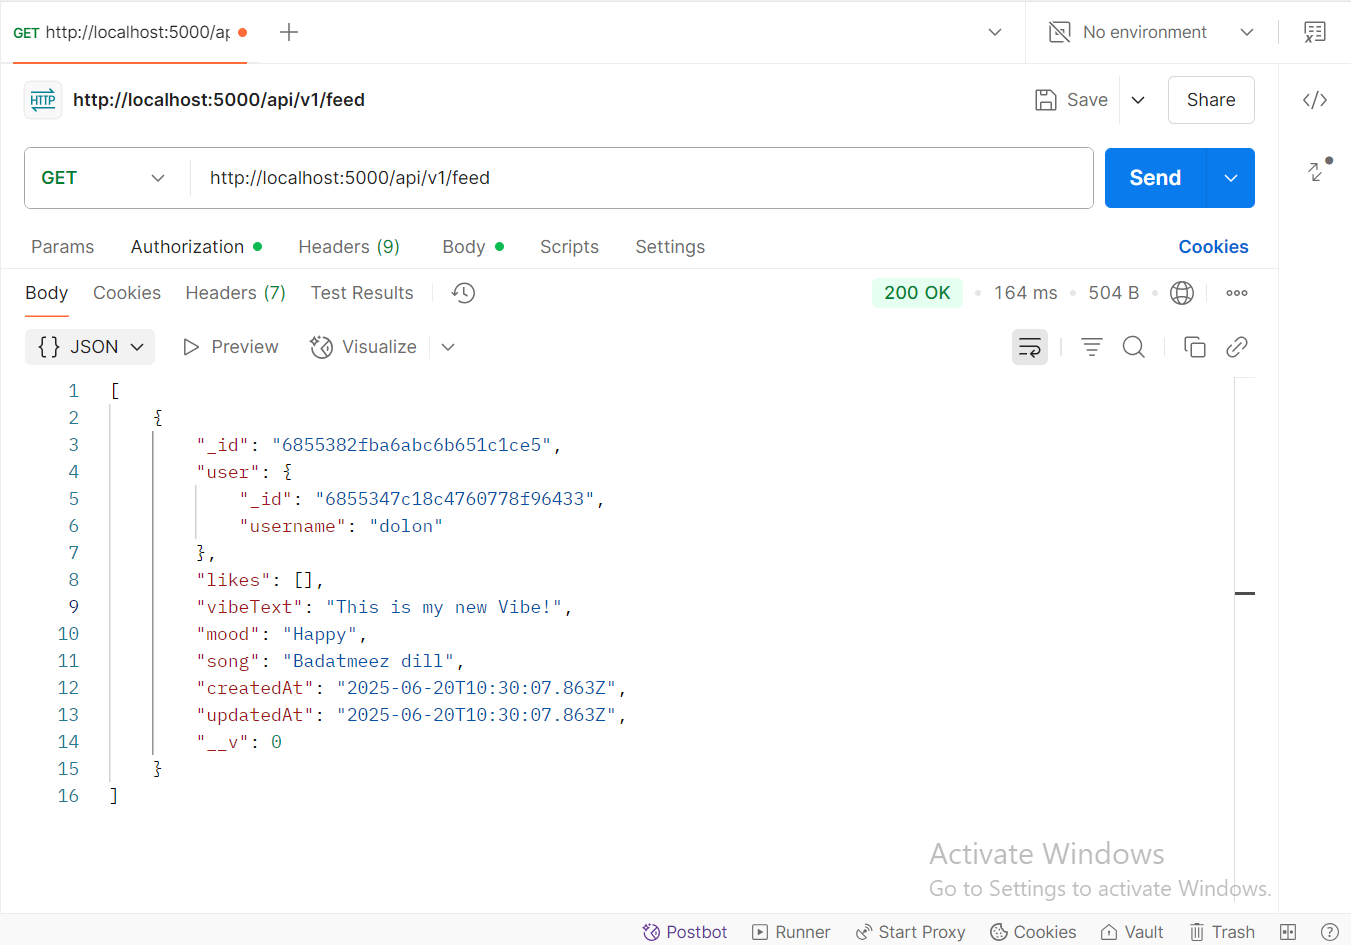 GET http://localhost:5000/ap
No environment
HTTP http://localhost:5000/api/v1/feed
Save
Share
GET http://localhost:5000/api/v1/feed
Send
Params Authorization Headers (9) Body Scripts Settings Cookies
Body Cookies Headers (7) Test Results 200 OK 164 ms 504 B
{} JSON Preview Visualize
1 [
2 {
3 "_id": "6855382fba6abc6b651c1ce5",
4 "user": {
5 "_id": "6855347c18c4760778f96433",
6 "username": "dolon"
7 },
8 "likes": [],
9 "vibeText": "This is my new Vibe!",
10 "mood": "Happy",
11 "song": "Badatmeez dill",
12 "createdAt": "2025-06-20T10:30:07.863Z",
13 "updatedAt": "2025-06-20T10:30:07.863Z",
14 "__v": 0
15 }
16 ]
Activate Windows
Go to Settings to activate Windows.
Postbot Runner Start Proxy Cookies Vault Trash